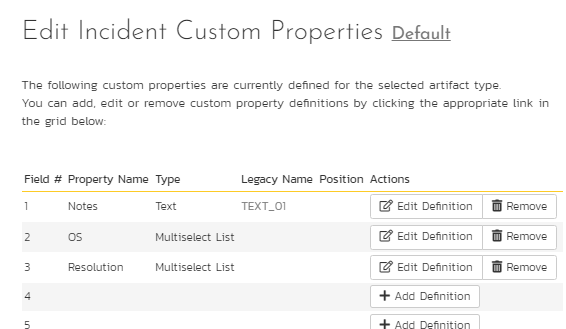 Edit Incident Custom Properties Default
The following custom properties are currently defined for the selected artifact type.
You can add, edit or remove custom property definitions by clicking the appropriate link in
the grid below:
Field # Property Name Type Legacy Name Position Actions
1 Notes Text TEXT_01 Edit Definition Remove
2 OS Multiselect List Edit Definition Remove
3 Resolution Multiselect List Edit Definition Remove
4 Add Definition
5 Add Definition